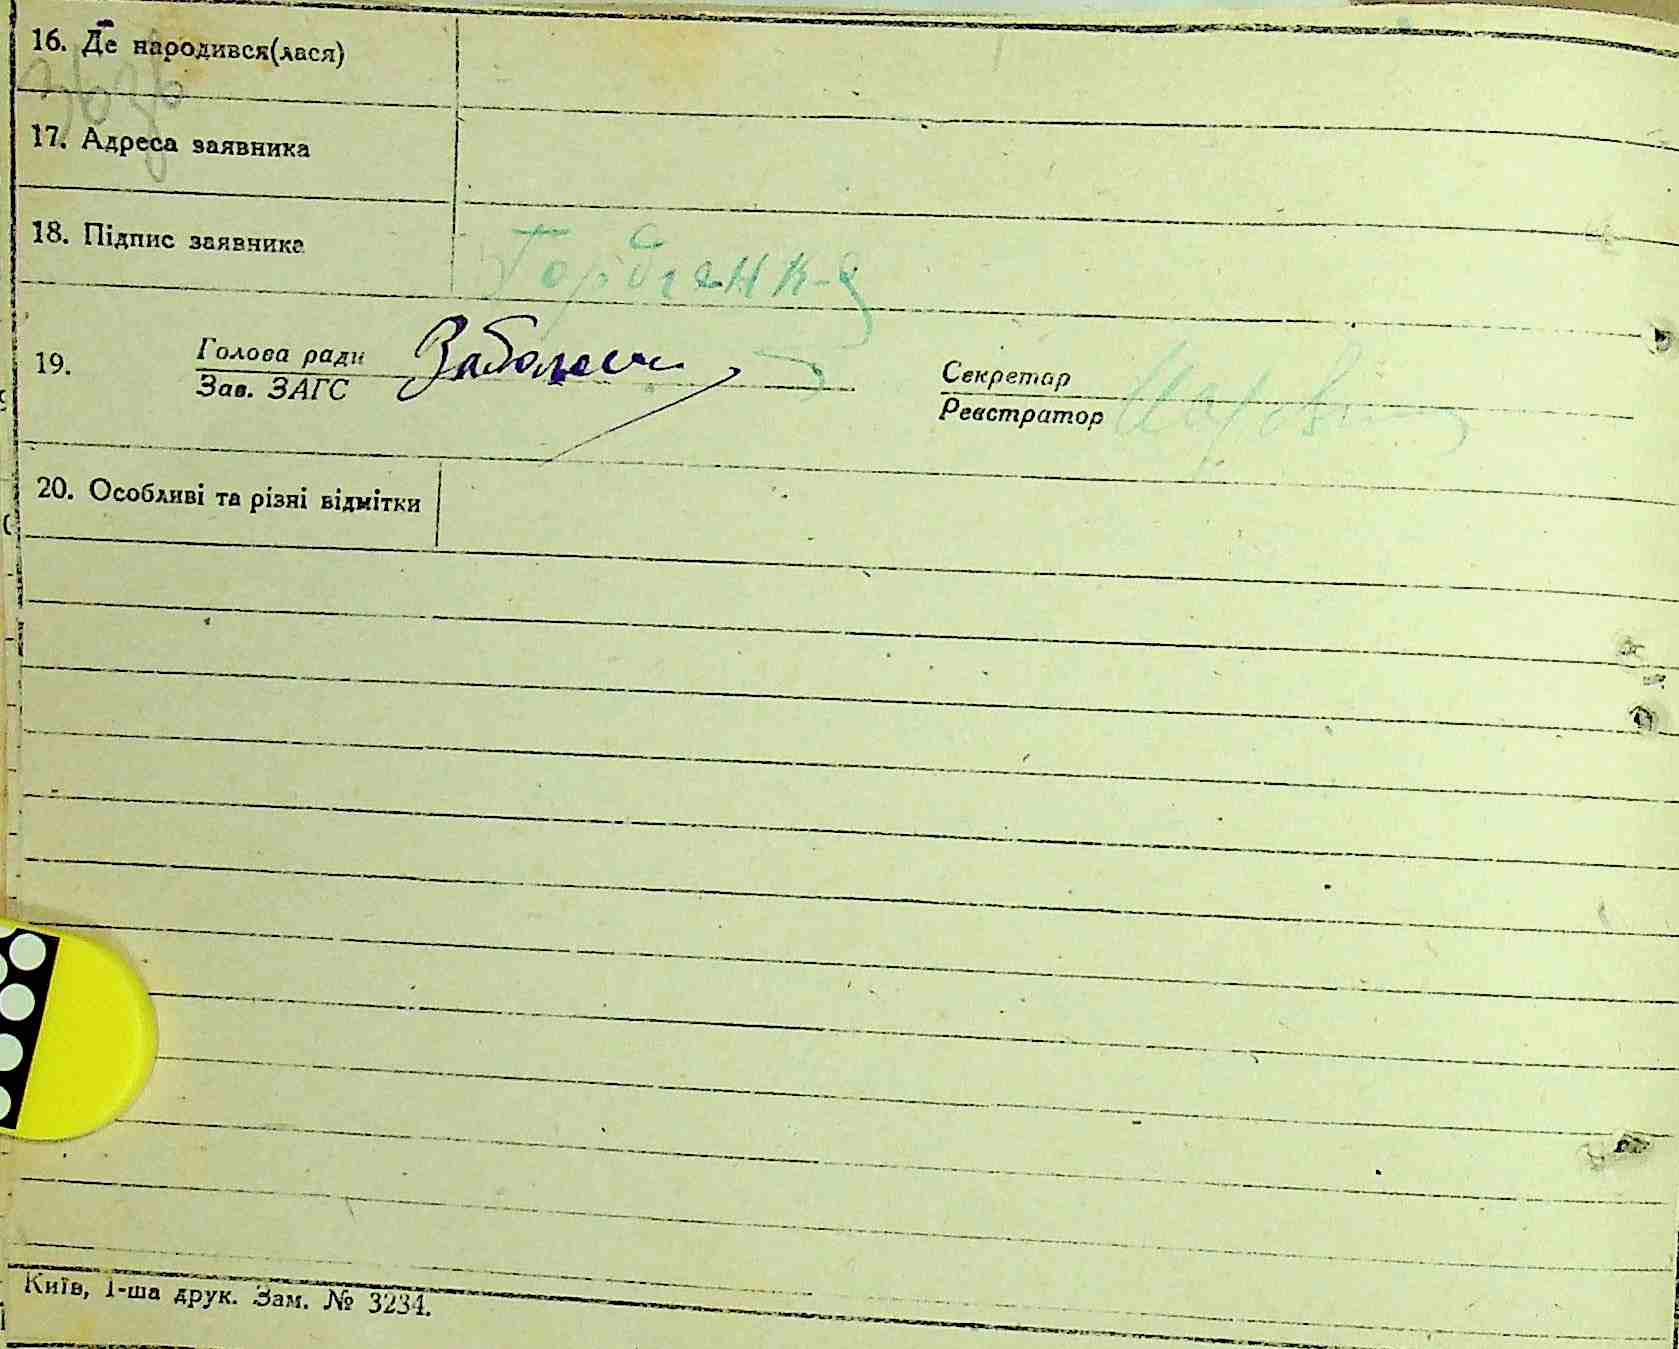 16. Де народився(лася)
17. Адреса заявника
18. Підпис заявника
19. Голова ради
Зав. ЗАГС
Секретар
Реєстратор
20. Особливі та різні відмітки
Київ, 1-ша друк. Зам. № 3234.